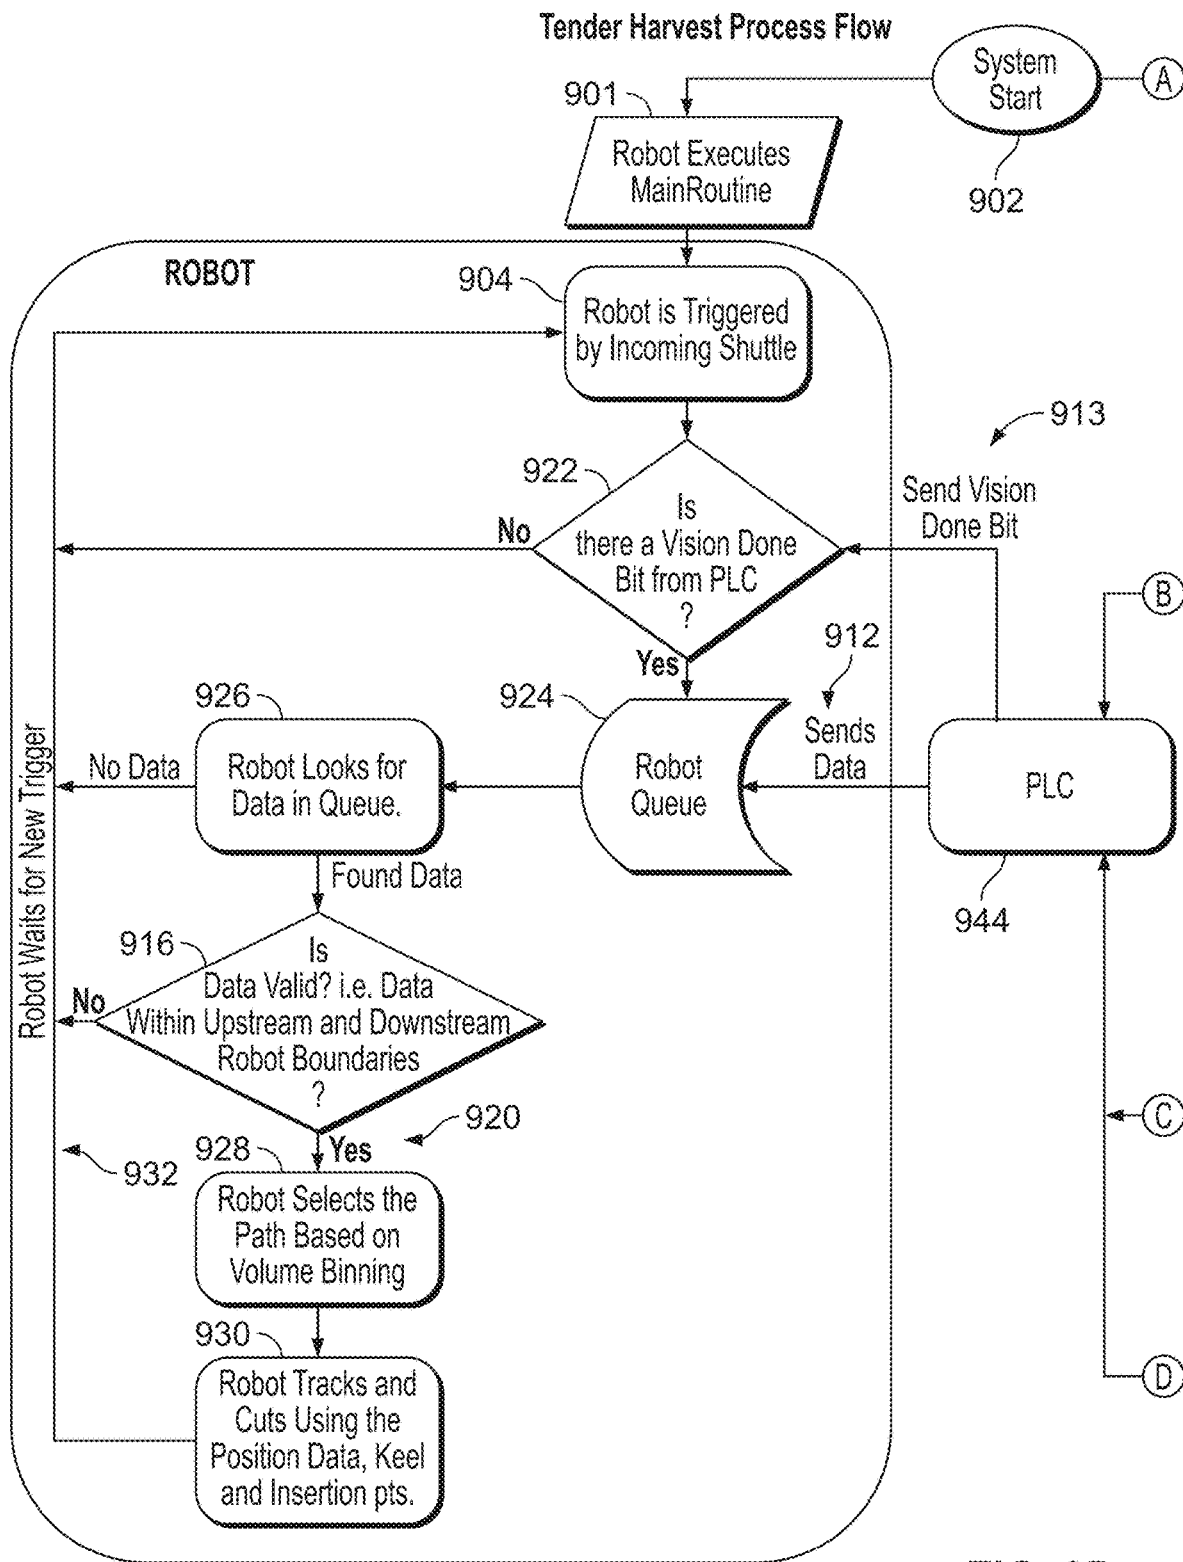 Tender Harvest Process Flow
System
Start
A
902
901
Robot Executes
MainRoutine
ROBOT
904
Robot is Triggered
by Incoming Shuttle
913
Send Vision
Done Bit
922
Is
there a Vision Done
Bit from PLC
?
No
Yes
B
912
Sends
Data
924
Robot
Queue
PLC
944
926
Robot Looks for
Data in Queue.
No Data
Found Data
Robot Waits for New Trigger
916
Is
Data Valid? i.e. Data
Within Upstream and Downstream
Robot Boundaries
?
No
Yes
920
C
932
928
Robot Selects the
Path Based on
Volume Binning
930
Robot Tracks and
Cuts Using the
Position Data, Keel
and Insertion pts.
D